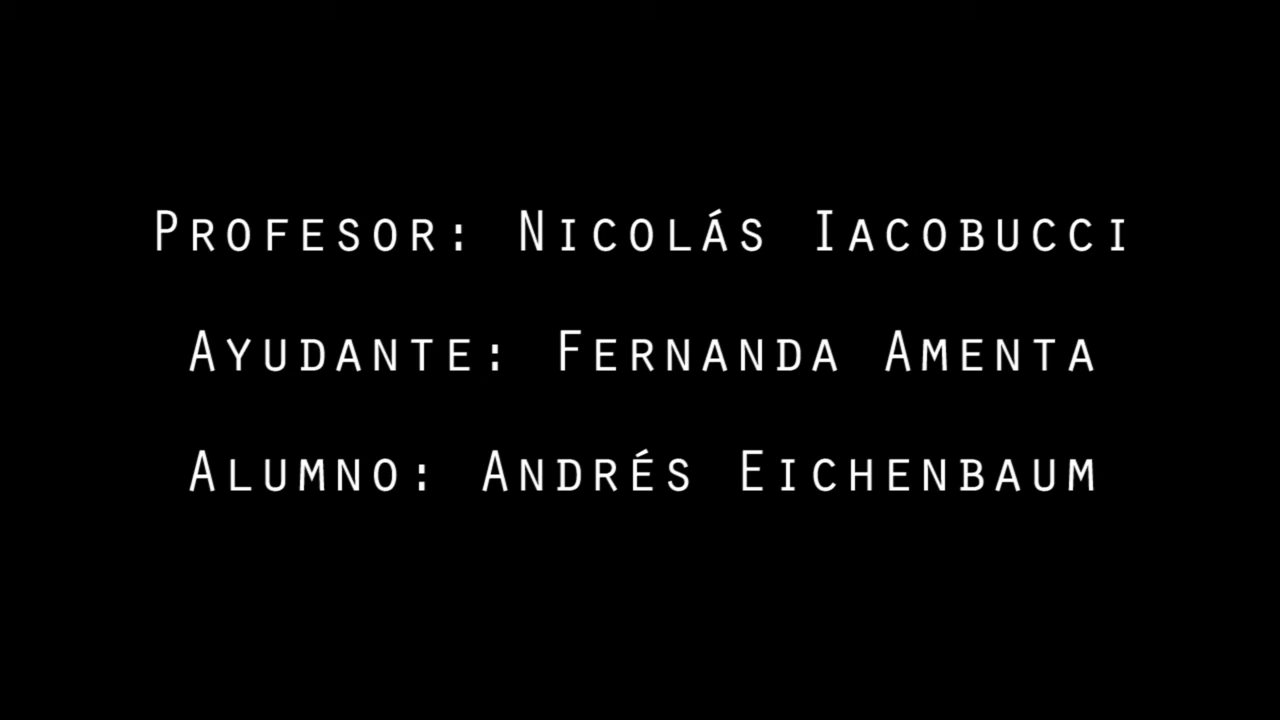 Profesor: Nicolás Iacobucci
Ayudante: Fernanda Amenta
Alumno: Andrés Eichenbaum